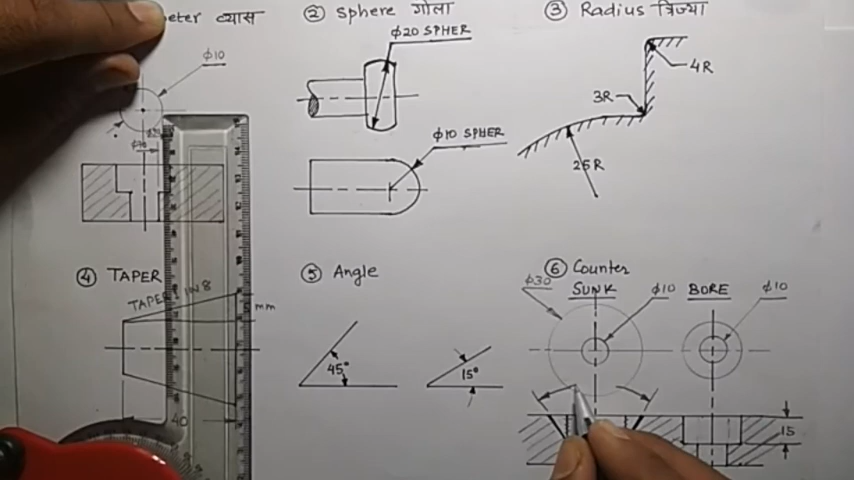 व्यास
② Sphere गोला
③ Radius त्रिज्या
ϕ10
ϕ20 SPHER
4R
3R
ϕ10 SPHER
25R
④ TAPER
⑤ Angle
⑥ Counter
SUNK
BORE
ϕ30
ϕ10
ϕ10
TAPER 1 IN 8
mm
45°
15°
40
15